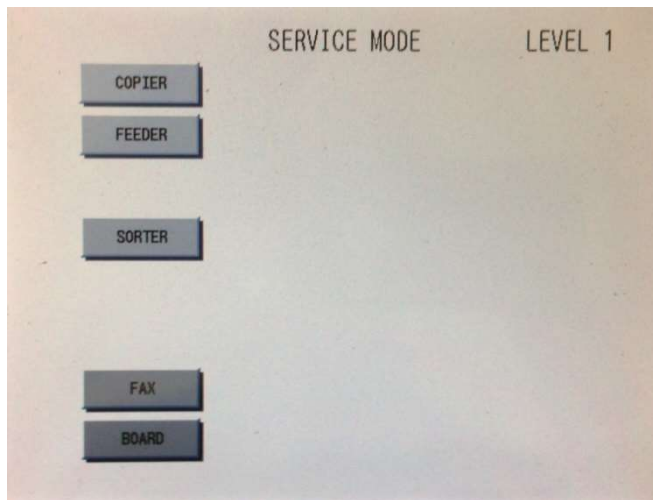 SERVICE MODE LEVEL 1
COPIER
FEEDER
SORTER
FAX
BOARD